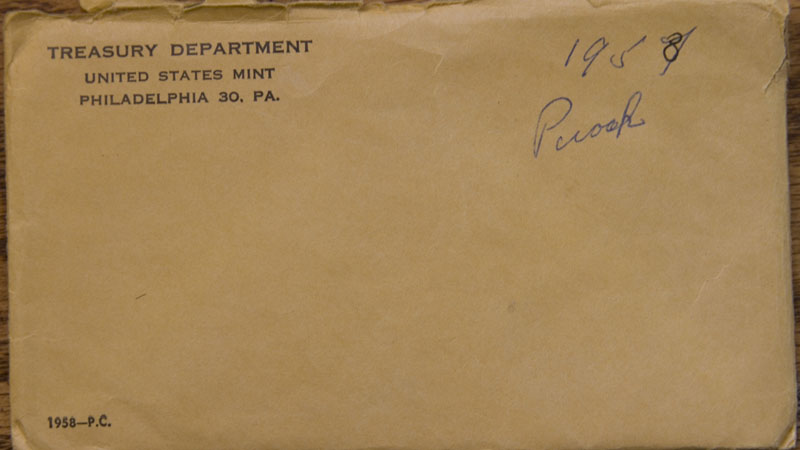 TREASURY DEPARTMENT
UNITED STATES MINT
PHILADELPHIA 30, PA.
1958
Proof
1958—P.C.